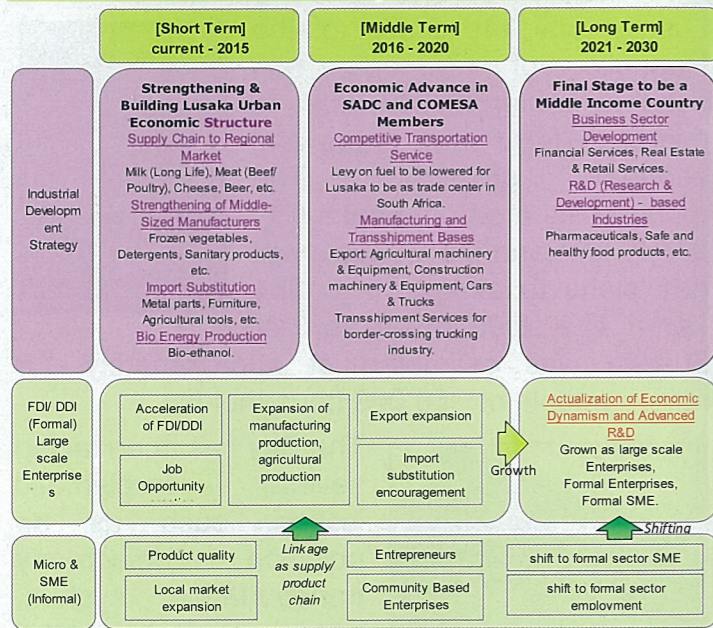 [Short Term]
current - 2015
[Middle Term]
2016 - 2020
[Long Term]
2021 - 2030
Industrial
Developm
ent
Strategy
Strengthening &
Building Lusaka Urban
Economic Structure
Supply Chain to Regional
Market
Milk (Long Life), Meat (Beef/
Poultry), Cheese, Beer, etc.
Strengthening of Middle-
Sized Manufacturers
Frozen vegetables,
Detergents, Sanitary products,
etc.
Import Substitution
Metal parts, Furniture,
Agricultural tools, etc.
Bio Energy Production
Bio-ethanol.
Economic Advance in
SADC and COMESA
Members
Competitive Transportation
Service
Levy on fuel to be lowered for
Lusaka to be as trade center in
South Africa.
Manufacturing and
Transshipment Bases
Export: Agricultural machinery
& Equipment, Construction
machinery & Equipment, Cars
& Trucks
Transshipment Services for
border-crossing trucking
industry.
Final Stage to be a
Middle Income Country
Business Sector
Development
Financial Services, Real Estate
& Retail Services.
R&D (Research &
Development) - based
Industries
Pharmaceuticals, Safe and
healthy food products, etc.
FDI/ DDI
(Formal)
Large
scale
Enterprise
s
Acceleration
of FDI/DDI
Job
Opportunity
Expansion of
manufacturing
production,
agricultural
production
Export expansion
Import
substitution
encouragement
Growth
Actualization of Economic
Dynamism and Advanced
R&D
Grown as large scale
Enterprises,
Formal Enterprises,
Formal SME.
Shifting
Micro &
SME
(Informal)
Product quality
Local market
expansion
Linkage
as supply/
product
chain
Entrepreneurs
Community Based
Enterprises
shift to formal sector SME
shift to formal sector
employment